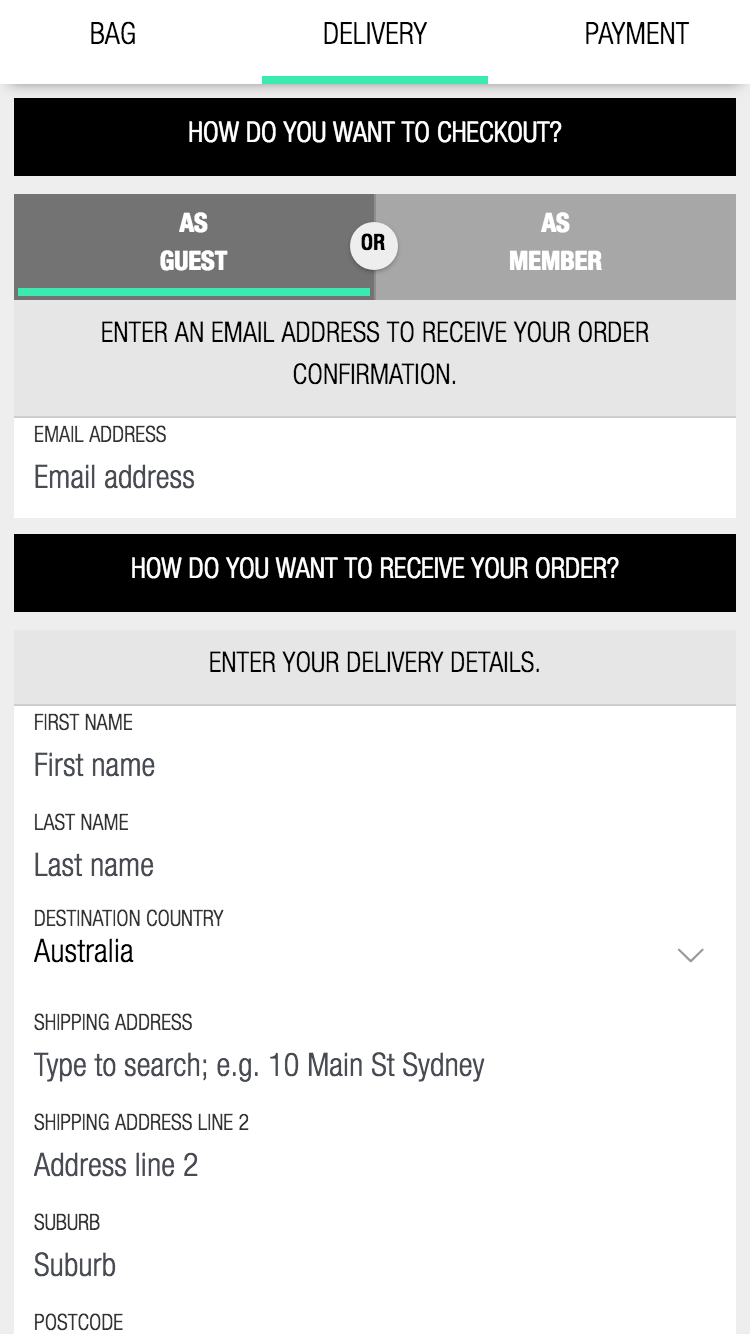 BAG DELIVERY PAYMENT
HOW DO YOU WANT TO CHECKOUT?
AS
GUEST
OR
AS
MEMBER
ENTER AN EMAIL ADDRESS TO RECEIVE YOUR ORDER
CONFIRMATION.
EMAIL ADDRESS
Email address
HOW DO YOU WANT TO RECEIVE YOUR ORDER?
ENTER YOUR DELIVERY DETAILS.
FIRST NAME
First name
LAST NAME
Last name
DESTINATION COUNTRY
Australia
SHIPPING ADDRESS
Type to search; e.g. 10 Main St Sydney
SHIPPING ADDRESS LINE 2
Address line 2
SUBURB
Suburb
POSTCODE